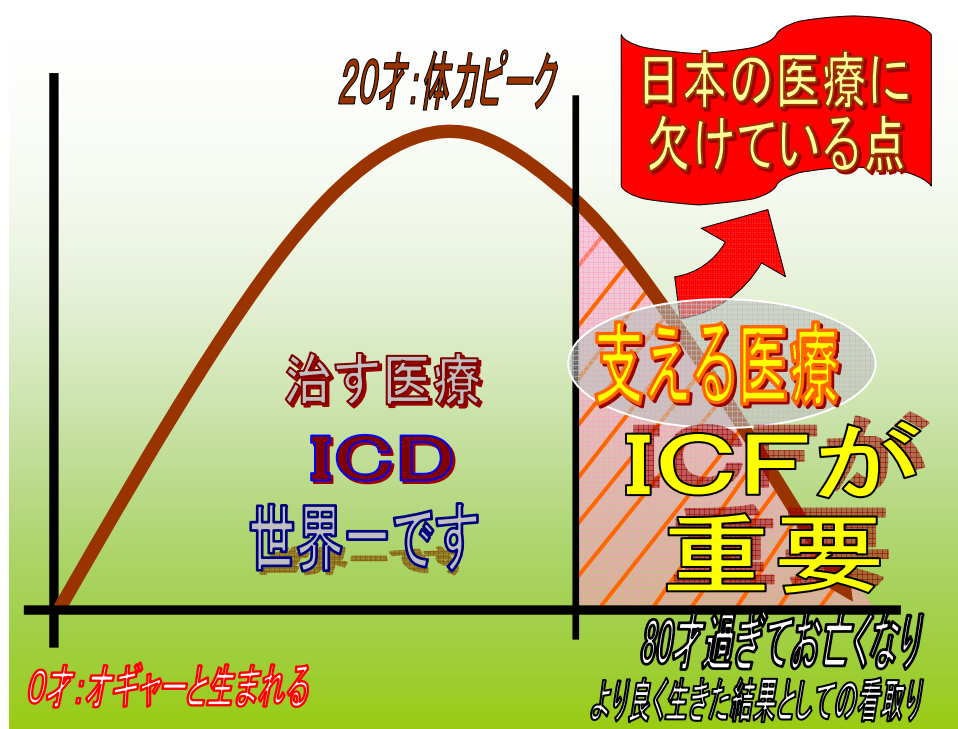 20才：体力ピーク
日本の医療に
欠けている点
支える医療
治す医療
ICD
世界一です
ICFが
重要
80才過ぎてお亡くなり
より良く生きた結果としての看取り
0才：オギャーと生まれる